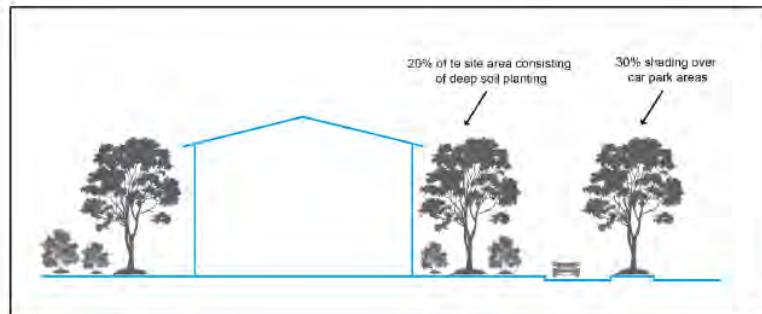 20% of te site area consisting
of deep soil planting
30% shading over
car park areas